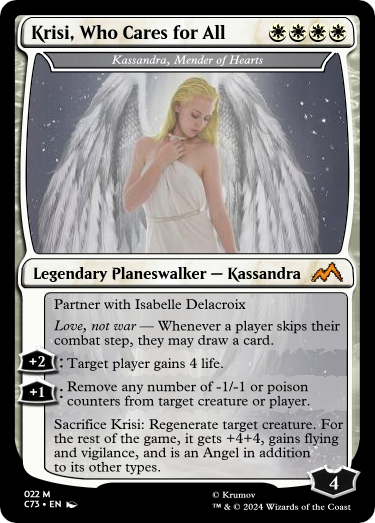 Krisi, Who Cares for All
Kassandra, Mender of Hearts
Legendary Planeswalker — Kassandra
Partner with Isabelle Delacroix
Love, not war — Whenever a player skips their
combat step, they may draw a card.
+2 : Target player gains 4 life.
+1 : Remove any number of -1/-1 or poison
counters from target creature or player.
Sacrifice Krisi: Regenerate target creature. For
the rest of the game, it gets +4+4, gains flying
and vigilance, and is an Angel in addition
to its other types.
4
022 M
C73 • EN
© Krumov
™ & © 2024 Wizards of the Coast